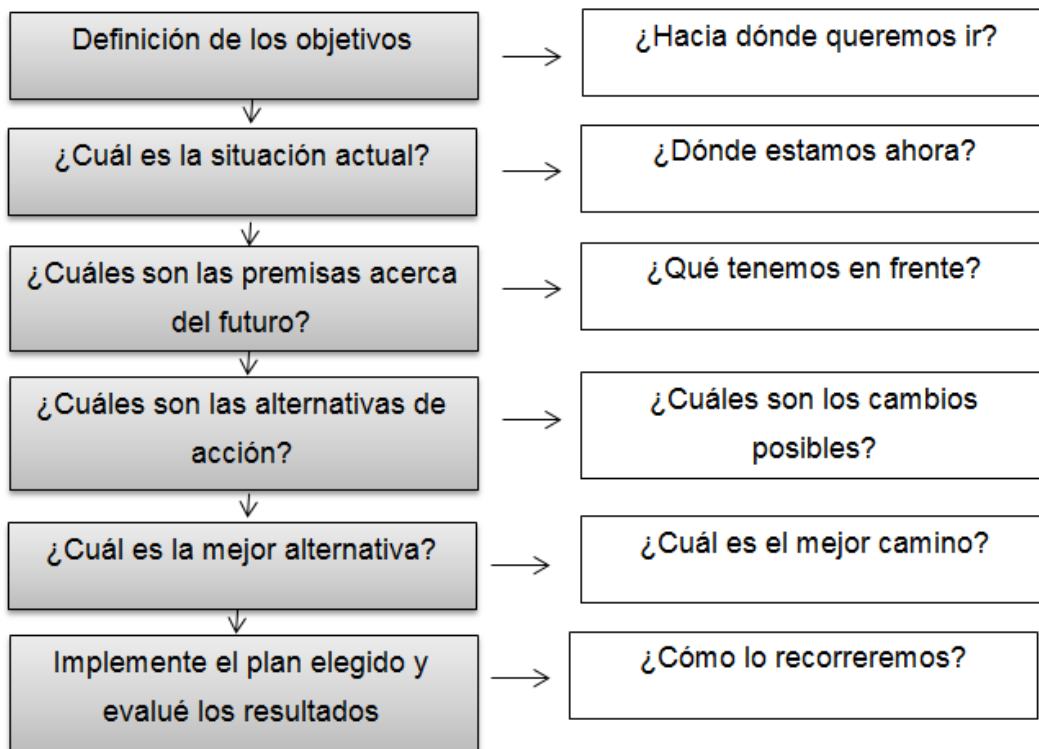 Definición de los objetivos
¿Hacia dónde queremos ir?
¿Cuál es la situación actual?
¿Dónde estamos ahora?
¿Cuáles son las premisas acerca
del futuro?
¿Qué tenemos en frente?
¿Cuáles son las alternativas de
acción?
¿Cuáles son los cambios
posibles?
¿Cuál es la mejor alternativa?
¿Cuál es el mejor camino?
Implemente el plan elegido y
evalué los resultados
¿Cómo lo recorreremos?